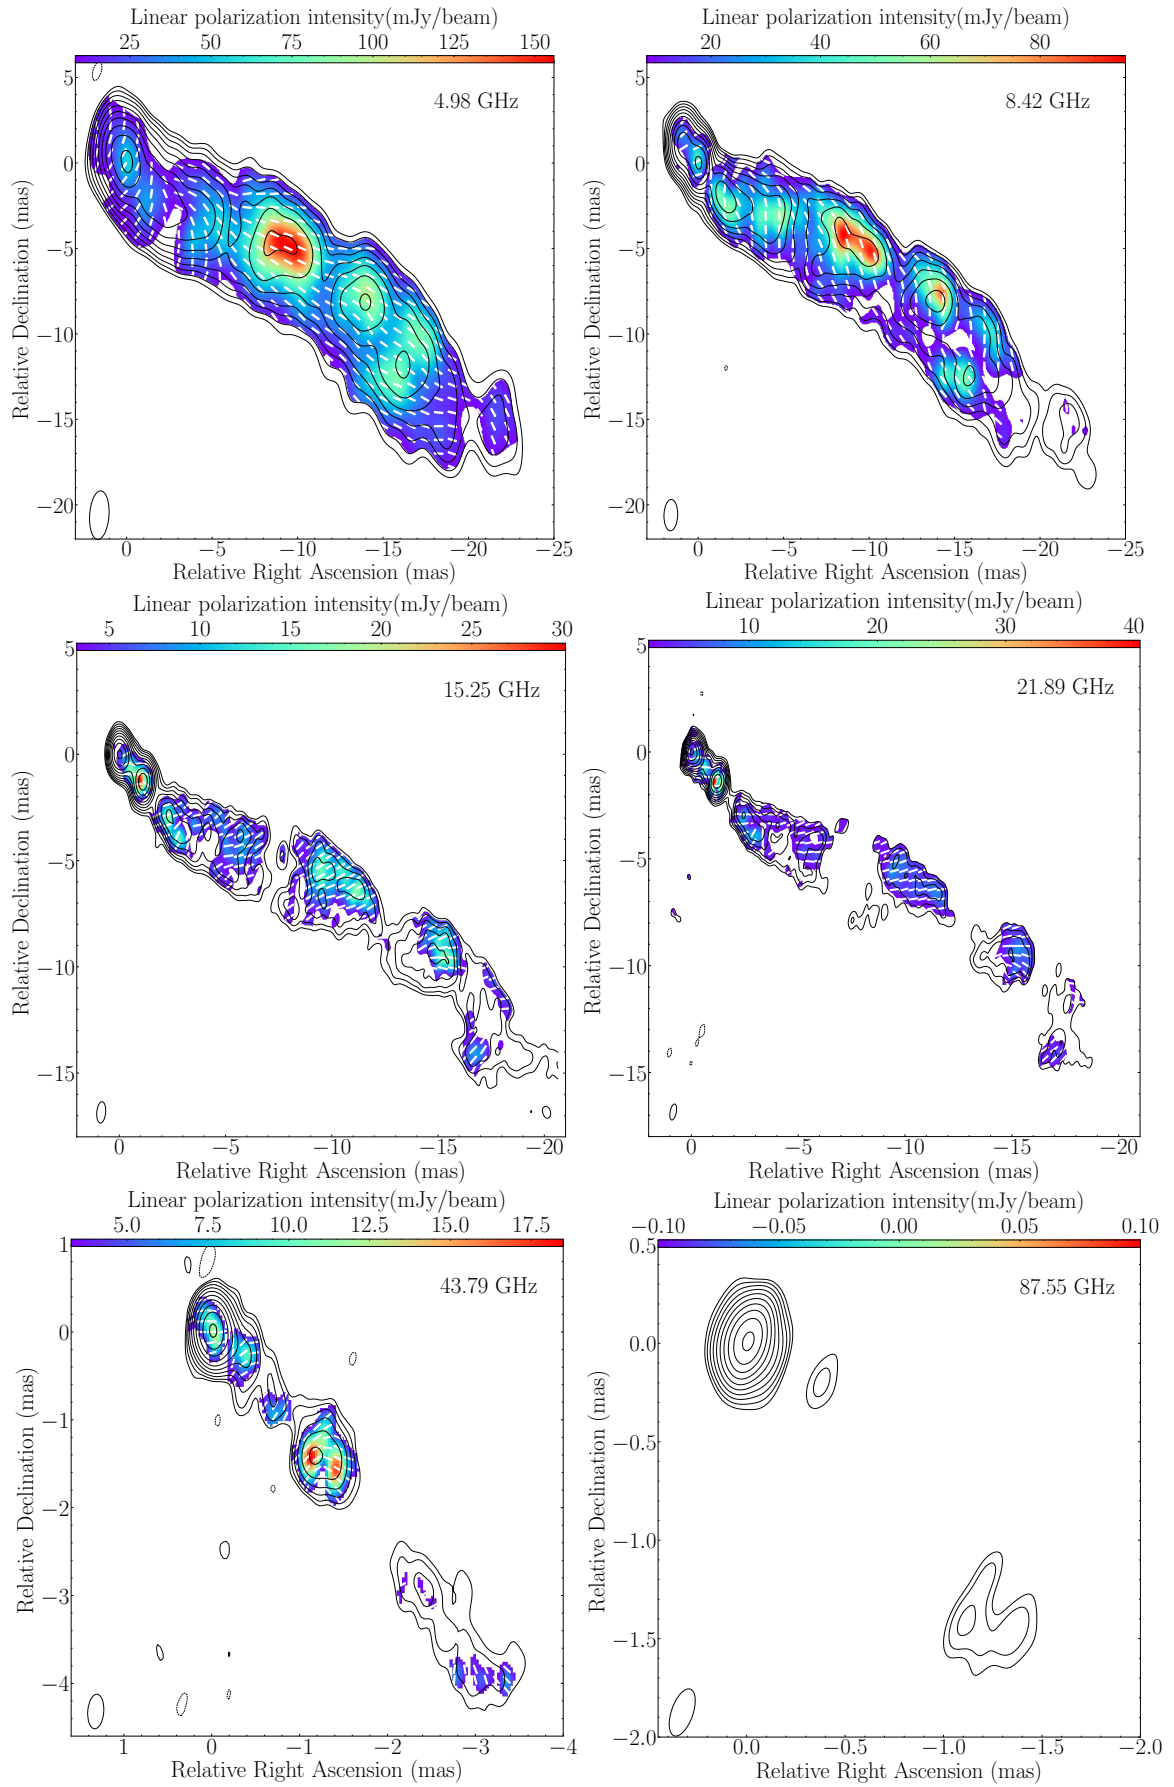 Linear polarization intensity(mJy/beam)
25 50 75 100 125 150
4.98 GHz
5
0
−5
−10
−15
−20
Relative Declination (mas)
0 −5 −10 −15 −20 −25
Relative Right Ascension (mas)
Linear polarization intensity(mJy/beam)
20 40 60 80
8.42 GHz
5
0
−5
−10
−15
−20
Relative Declination (mas)
0 −5 −10 −15 −20 −25
Relative Right Ascension (mas)
Linear polarization intensity(mJy/beam)
5 10 15 20 25 30
15.25 GHz
5
0
−5
−10
−15
Relative Declination (mas)
0 −5 −10 −15 −20
Relative Right Ascension (mas)
Linear polarization intensity(mJy/beam)
10 20 30 40
21.89 GHz
5
0
−5
−10
−15
Relative Declination (mas)
0 −5 −10 −15 −20
Relative Right Ascension (mas)
Linear polarization intensity(mJy/beam)
5.0 7.5 10.0 12.5 15.0 17.5
43.79 GHz
1
0
−1
−2
−3
−4
Relative Declination (mas)
1 0 −1 −2 −3 −4
Relative Right Ascension (mas)
Linear polarization intensity(mJy/beam)
−0.10 −0.05 0.00 0.05 0.10
87.55 GHz
0.5
0.0
−0.5
−1.0
−1.5
−2.0
Relative Declination (mas)
0.0 −0.5 −1.0 −1.5 −2.0
Relative Right Ascension (mas)